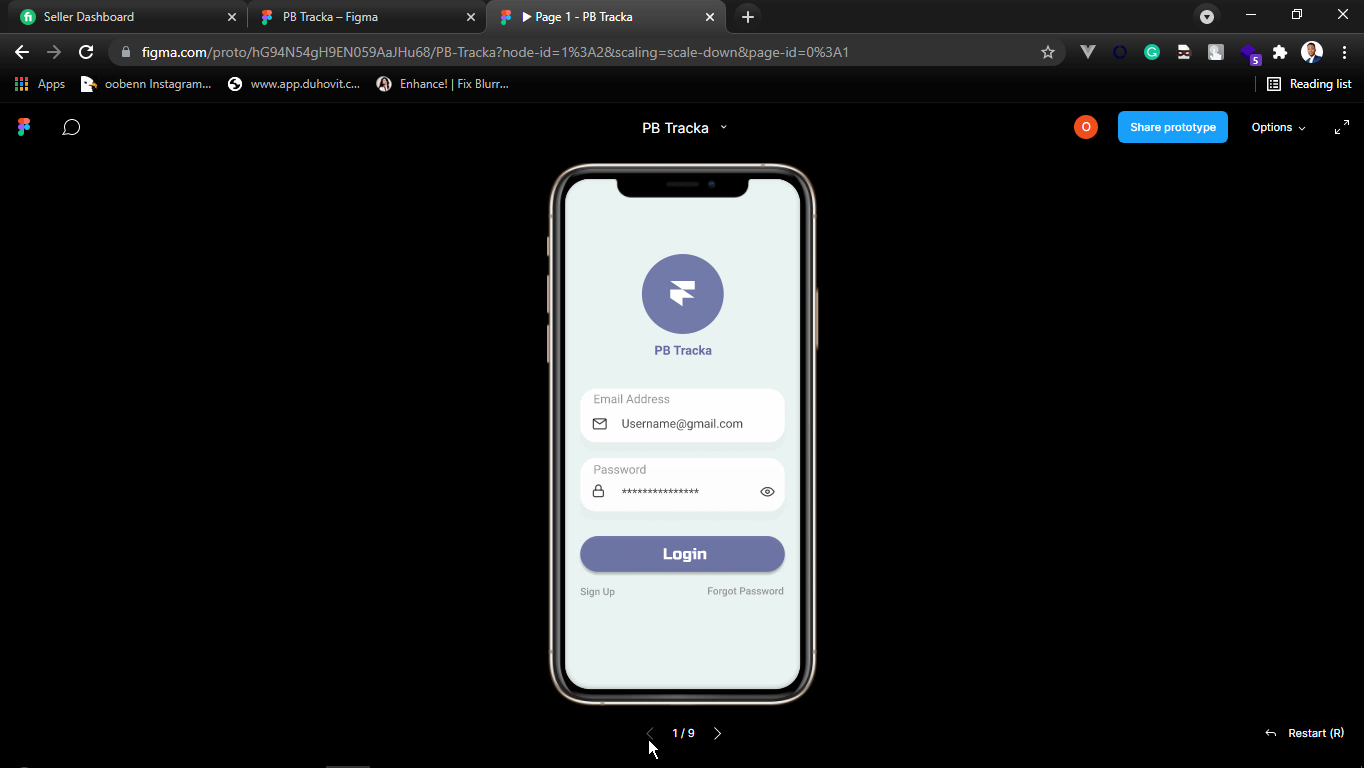 Seller Dashboard
PB Tracka – Figma
Page 1 - PB Tracka
figma.com/proto/hG94N54gH9EN059AaJHu68/PB-Tracka?node-id=1%3A2&scaling=scale-down&page-id=0%3A1
5
Apps
oobenn Instagram...
www.app.duhovit.c...
Enhance! | Fix Blurr...
Reading list
PB Tracka
O
Share prototype
Options
PB Tracka
Email Address
Username@gmail.com
Password
***************
Login
Sign Up
Forgot Password
1 / 9
Restart (R)